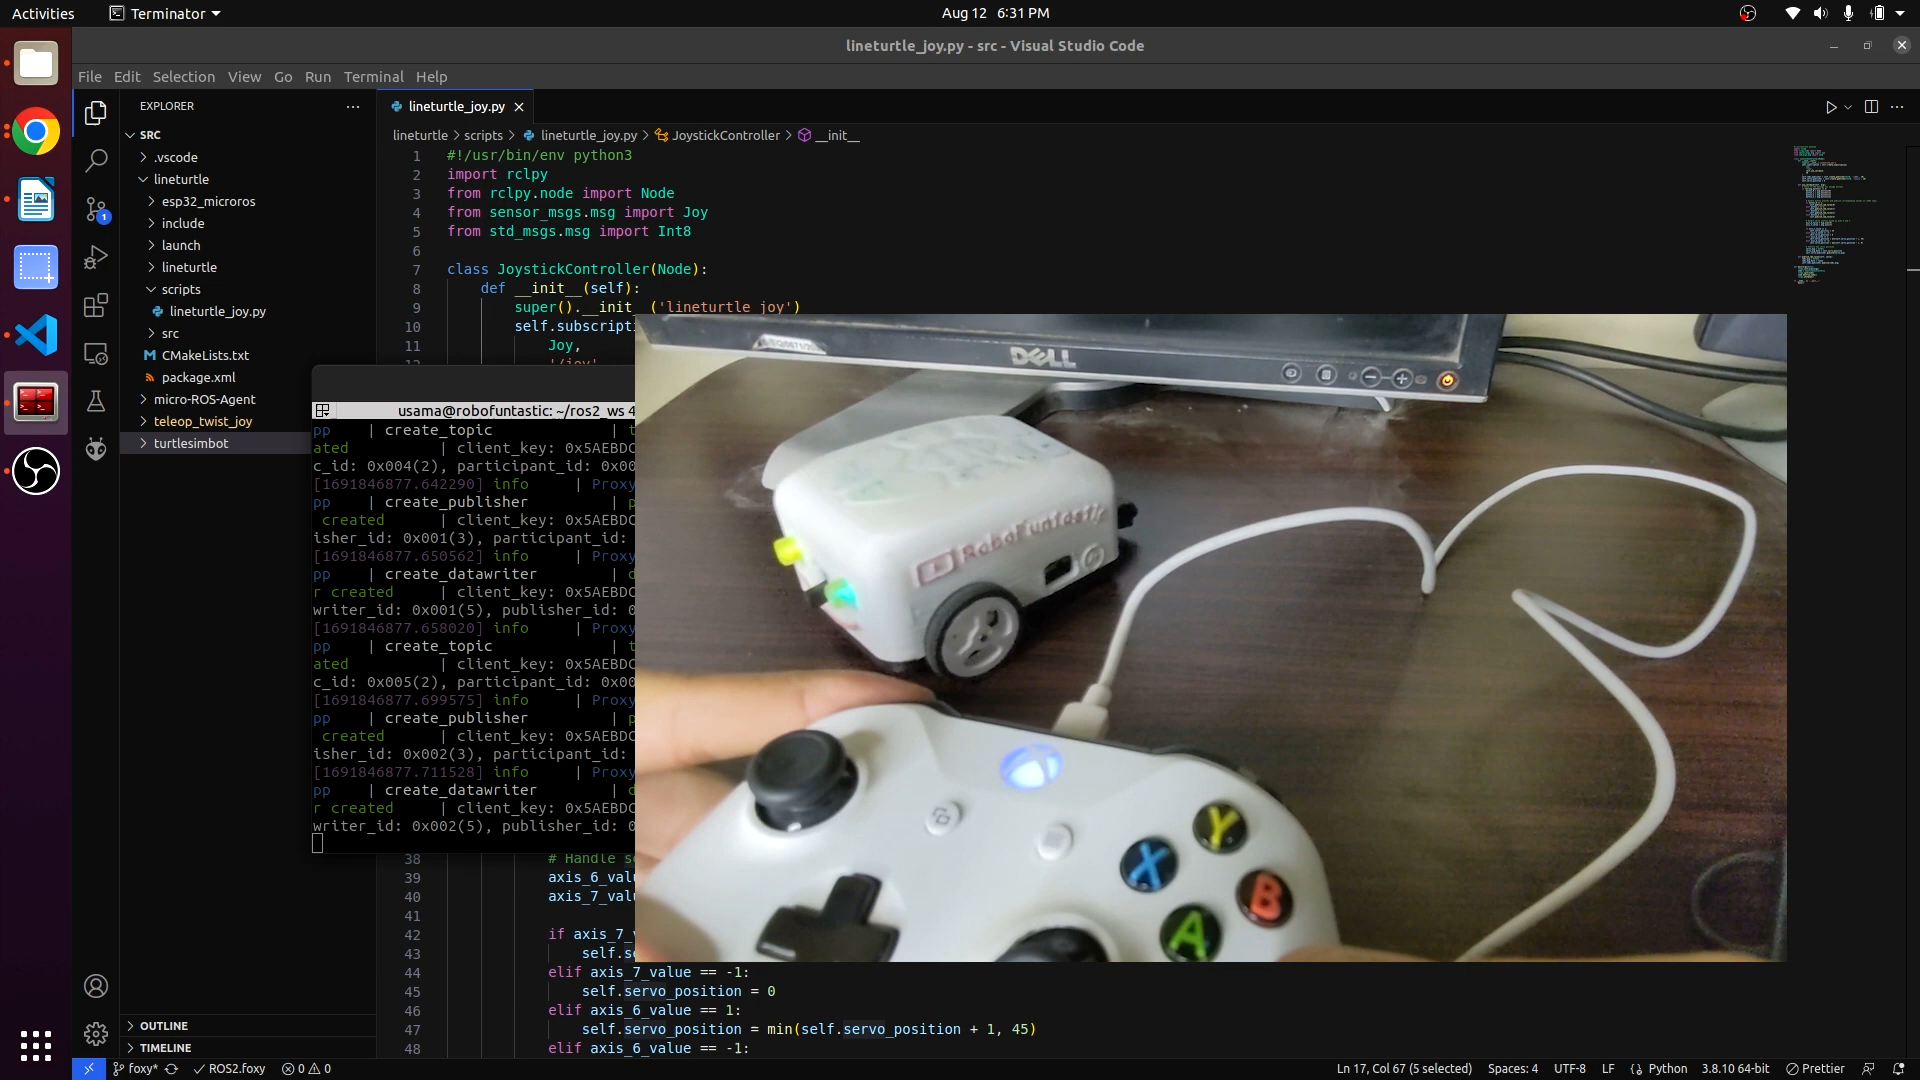 Activities
Terminator
Aug 12 6:31 PM
lineturtle_joy.py - src - Visual Studio Code
File Edit Selection View Go Run Terminal Help
EXPLORER
SRC
.vscode
lineturtle
esp32_microros
include
launch
lineturtle
scripts
lineturtle_joy.py
src
CMakeLists.txt
package.xml
micro-ROS-Agent
teleop_twist_joy
turtlesimbot
OUTLINE
TIMELINE
1
lineturtle_joy.py
lineturtle > scripts > lineturtle_joy.py > JoystickController > __init__
1 #!/usr/bin/env python3
2 import rclpy
3 from rclpy.node import Node
4 from sensor_msgs.msg import Joy
5 from std_msgs.msg import Int8
6
7 class JoystickController(Node):
8 def __init__(self):
9 super().__init__('lineturtle_joy')
10 self.subscripti
11 Joy,
usama@robofuntastic: ~/ros2_ws 4
pp | create_topic | t
ated | client_key: 0x5AEBDC
c_id: 0x004(2), participant_id: 0x00
[1691846877.642290] info | Proxy
pp | create_publisher | p
created | client_key: 0x5AEBDC
isher_id: 0x001(3), participant_id:
[1691846877.650562] info | Proxy
pp | create_datawriter | d
r created | client_key: 0x5AEBDC
writer_id: 0x001(5), publisher_id: 0
[1691846877.658020] info | Proxy
pp | create_topic | t
ated | client_key: 0x5AEBDC
c_id: 0x005(2), participant_id: 0x00
[1691846877.699575] info | Proxy
pp | create_publisher | p
created | client_key: 0x5AEBDC
isher_id: 0x002(3), participant_id:
[1691846877.711528] info | Proxy
pp | create_datawriter | d
r created | client_key: 0x5AEBDC
writer_id: 0x002(5), publisher_id: 0
DELL
RoboFuntastic
Y
X
B
A
38 # Handle se
39 axis_6_valu
40 axis_7_valu
41
42 if axis_7_v
43 self.se
44 elif axis_7_value == -1:
45 self.servo_position = 0
46 elif axis_6_value == 1:
47 self.servo_position = min(self.servo_position + 1, 45)
48 elif axis_6_value == -1:
foxy* ROS2.foxy 0 0
Ln 17, Col 67 (5 selected) Spaces: 4 UTF-8 LF Python 3.8.10 64-bit Prettier